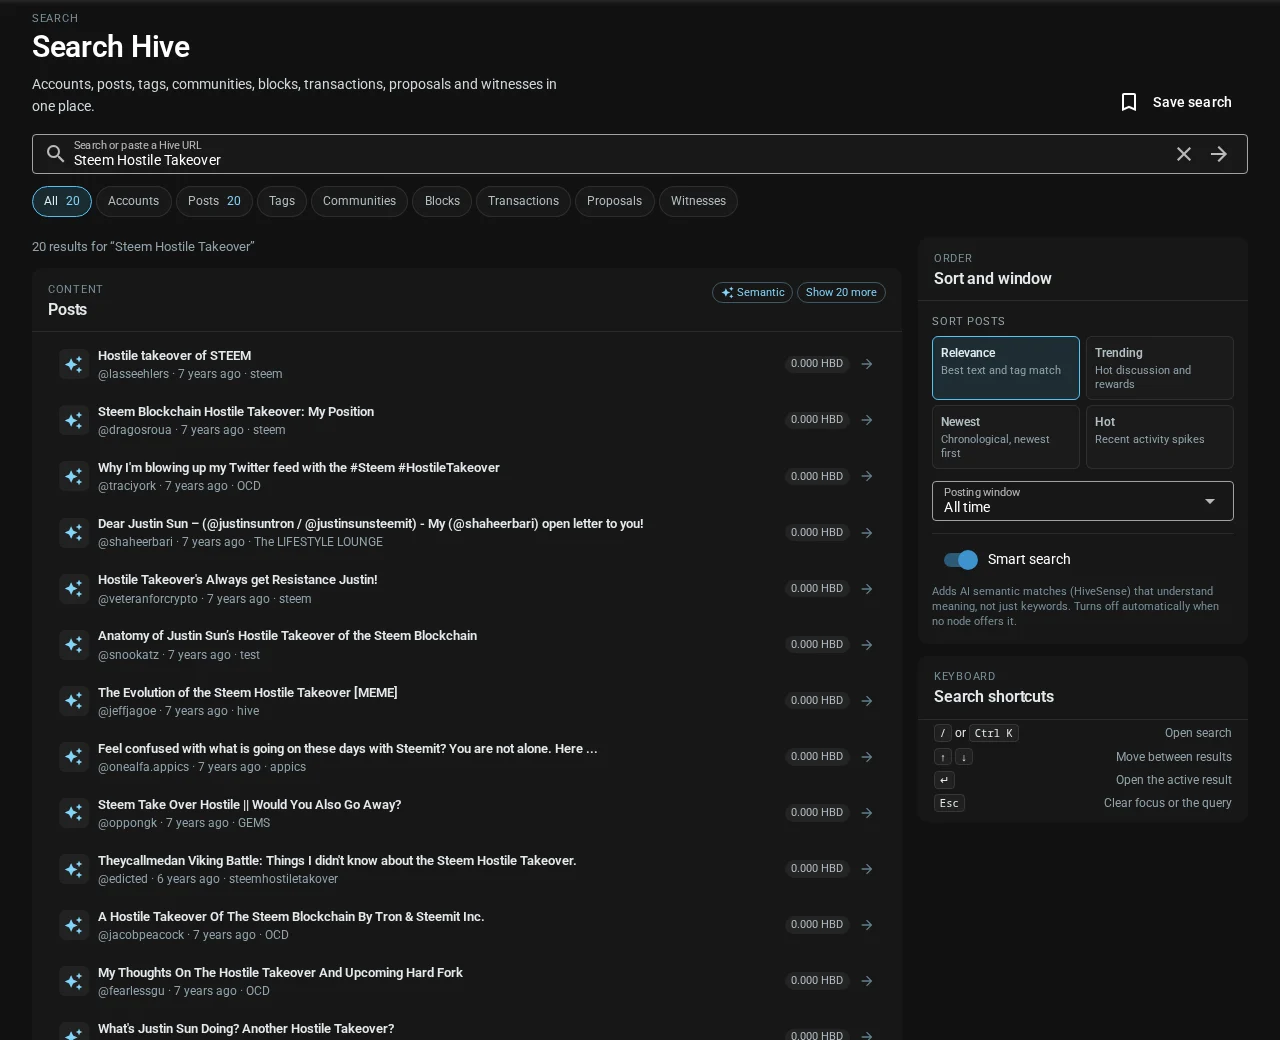 SEARCH
Search Hive
Accounts, posts, tags, communities, blocks, transactions, proposals and witnesses in
one place.
Save search
Search or paste a Hive URL
Steem Hostile Takeover
All 20
Accounts
Posts 20
Tags
Communities
Blocks
Transactions
Proposals
Witnesses
20 results for “Steem Hostile Takeover”
CONTENT
Posts
Semantic
Show 20 more
Hostile takeover of STEEM
@lasseehlers · 7 years ago · steem
0.000 HBD
Steem Blockchain Hostile Takeover: My Position
@dragosroua · 7 years ago · steem
0.000 HBD
Why I'm blowing up my Twitter feed with the #Steem #HostileTakeover
@traciyork · 7 years ago · OCD
0.000 HBD
Dear Justin Sun – (@justinsuntron / @justinsunsteemit) - My (@shaheerbari) open letter to you!
@shaheerbari · 7 years ago · The LIFESTYLE LOUNGE
0.000 HBD
Hostile Takeover's Always get Resistance Justin!
@veteranforcrypto · 7 years ago · steem
0.000 HBD
Anatomy of Justin Sun’s Hostile Takeover of the Steem Blockchain
@snookatz · 7 years ago · test
0.000 HBD
The Evolution of the Steem Hostile Takeover [MEME]
@jeffjagoe · 7 years ago · hive
0.000 HBD
Feel confused with what is going on these days with Steemit? You are not alone. Here ...
@onealfa.appics · 7 years ago · appics
0.000 HBD
Steem Take Over Hostile || Would You Also Go Away?
@oppongk · 7 years ago · GEMS
0.000 HBD
Theycallmedan Viking Battle: Things I didn't know about the Steem Hostile Takeover.
@edicted · 6 years ago · steemhostiletakover
0.000 HBD
A Hostile Takeover Of The Steem Blockchain By Tron & Steemit Inc.
@jacobpeacock · 7 years ago · OCD
0.000 HBD
My Thoughts On The Hostile Takeover And Upcoming Hard Fork
@fearlessgu · 7 years ago · OCD
0.000 HBD
What's Justin Sun Doing? Another Hostile Takeover?
0.000 HBD
ORDER
Sort and window
SORT POSTS
Relevance
Best text and tag match
Trending
Hot discussion and
rewards
Newest
Chronological, newest
first
Hot
Recent activity spikes
Posting window
All time
Smart search
Adds AI semantic matches (HiveSense) that understand
meaning, not just keywords. Turns off automatically when
no node offers it.
KEYBOARD
Search shortcuts
/ or Ctrl K
Open search
↑ ↓
Move between results
↵
Open the active result
Esc
Clear focus or the query